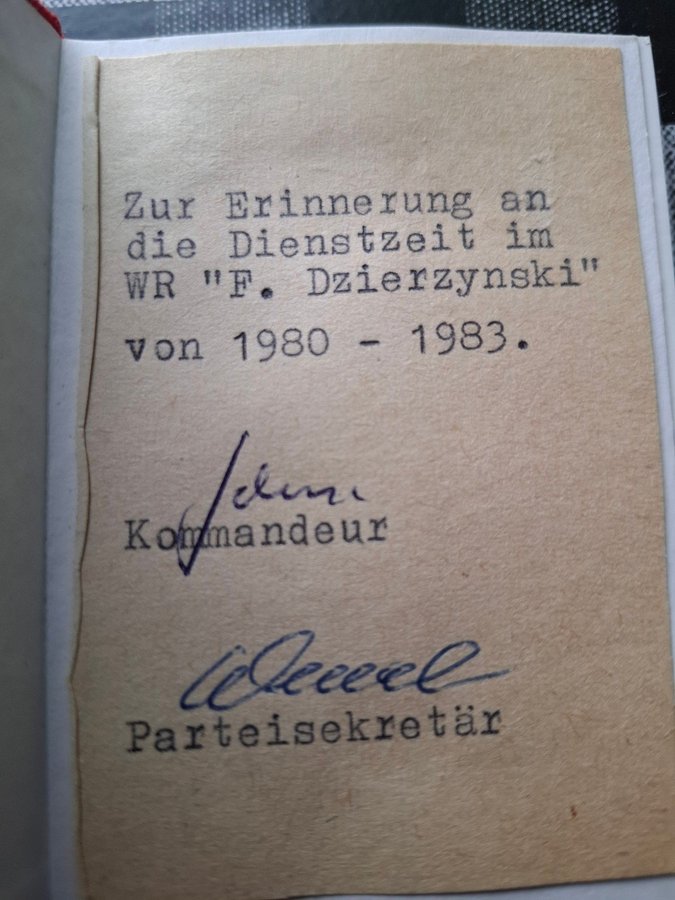 Zur Erinnerung an
die Dienstzeit im
WR "F. Dzierzynski"
von 1980 - 1983.
Kommandeur
Parteisekretär